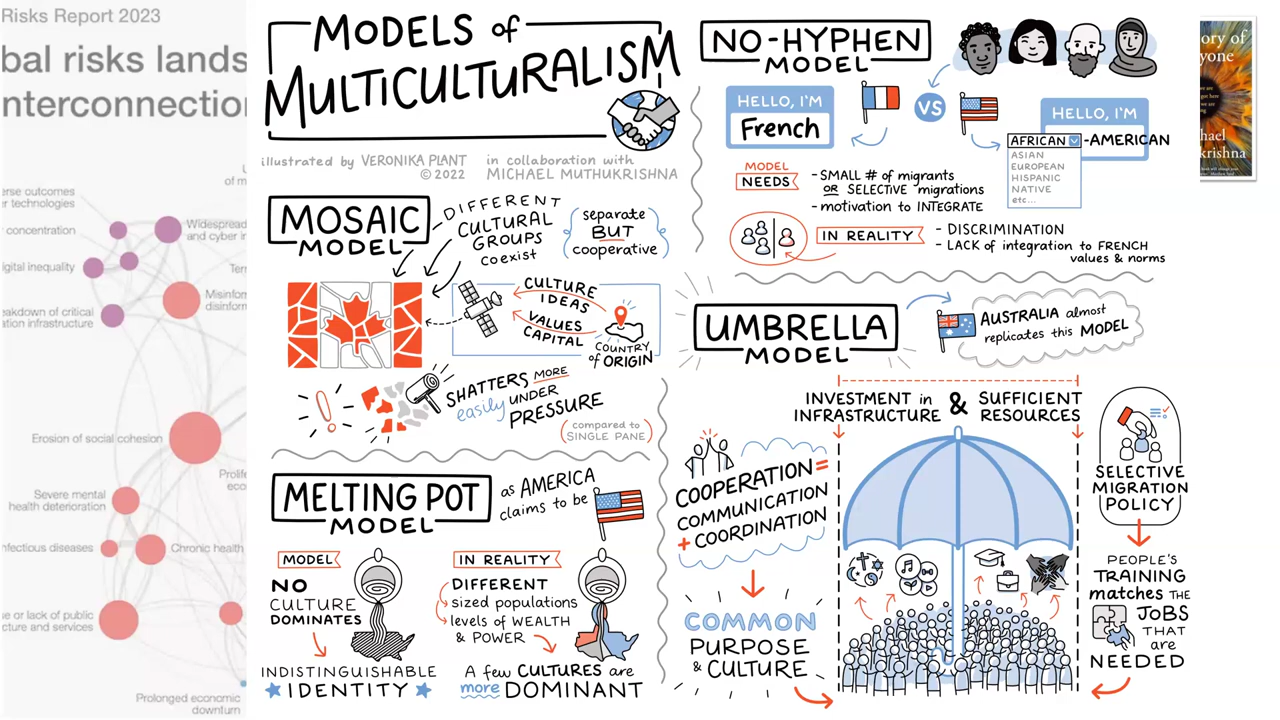 Risks Report 2023
bal risks lands
nterconnection
erse outcomes
r technologies
concentration
Widespread
and cyber in
igital inequality
Misinform
disinform
eakdown of critical
ation infrastructure
Erosion of social cohesion
Severe mental
health deterioration
nfectious diseases
Chronic health
se or lack of public
cture and services
Prolonged economic
downturn
MODELS of
MULTICULTURALISM
illustrated by VERONIKA PLANT
© 2022
in collaboration with
MICHAEL MUTHUKRISHNA
MOSAIC
MODEL
DIFFERENT
CULTURAL
GROUPS
coexist
separate
BUT
cooperative
CULTURE
IDEAS
VALUES
CAPITAL
COUNTRY
of ORIGIN
SHATTERS MORE
easily UNDER
PRESSURE
(compared to
SINGLE PANE)
MELTING POT
MODEL
as AMERICA
claims to be
MODEL
NO
CULTURE
DOMINATES
INDISTINGUISHABLE
IDENTITY
IN REALITY
DIFFERENT
sized populations
levels of WEALTH
& POWER
A few CULTURES are
more DOMINANT
NO-HYPHEN
MODEL
HELLO, I'M
French
VS
HELLO, I'M
AFRICAN -AMERICAN
ASIAN
EUROPEAN
HISPANIC
NATIVE
etc...
MODEL
NEEDS
- SMALL # of migrants
OR SELECTIVE migrations
- motivation to INTEGRATE
IN REALITY
- DISCRIMINATION
- LACK of integration to FRENCH
values & norms
UMBRELLA
MODEL
AUSTRALIA almost
replicates this MODEL
INVESTMENT in
INFRASTRUCTURE
&
SUFFICIENT
RESOURCES
COOPERATION =
COMMUNICATION
+ COORDINATION
COMMON
PURPOSE
& CULTURE
SELECTIVE
MIGRATION
POLICY
PEOPLE'S
TRAINING
matches THE
JOBS
THAT
are
NEEDED
ory of
yone
hael
krishna